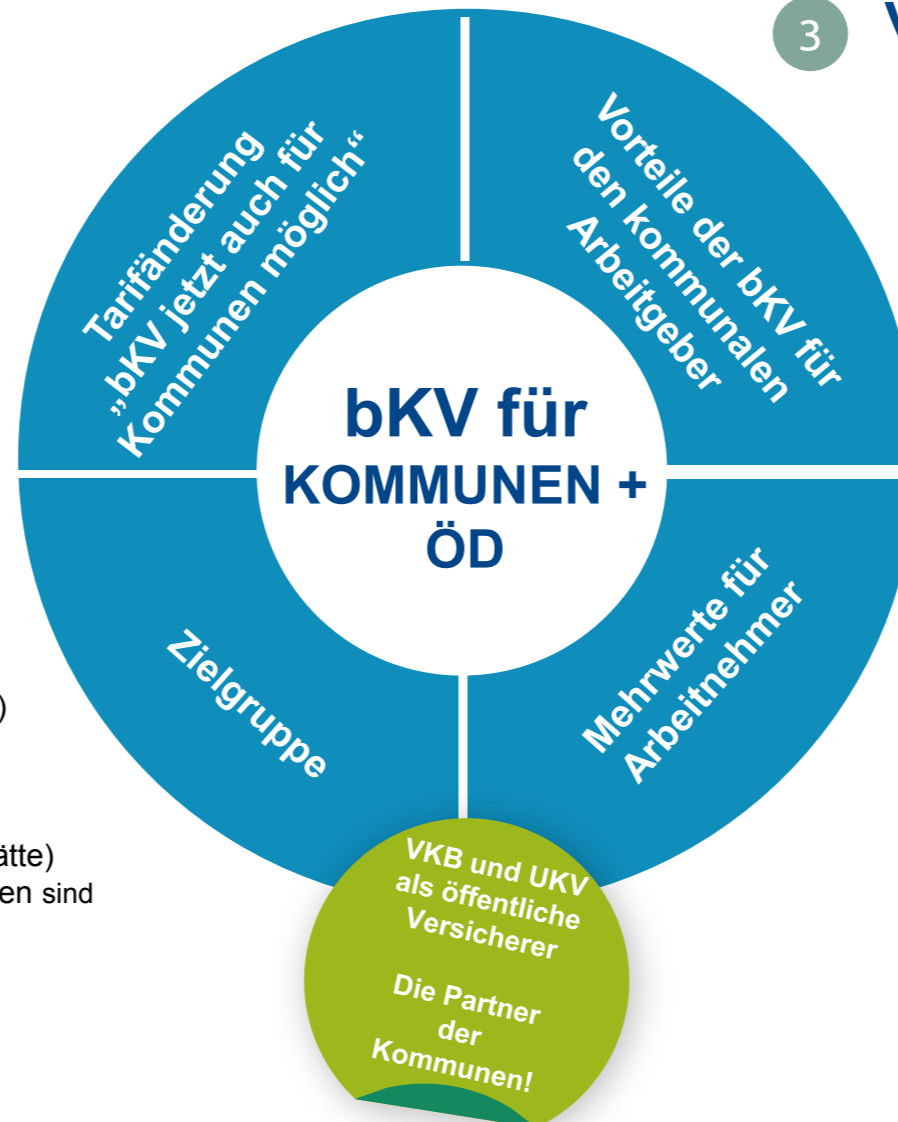 3
Tarifänderung
„bKV jetzt auch für
Kommunen möglich“
Vorteile der bKV für
den kommunalen
Arbeitgeber
bKV für
KOMMUNEN +
ÖD
Zielgruppe
Mehrwerte für
Arbeitnehmer
)
ätte)
en sind
VKB und UKV
als öffentliche
Versicherer
Die Partner
der
Kommunen!